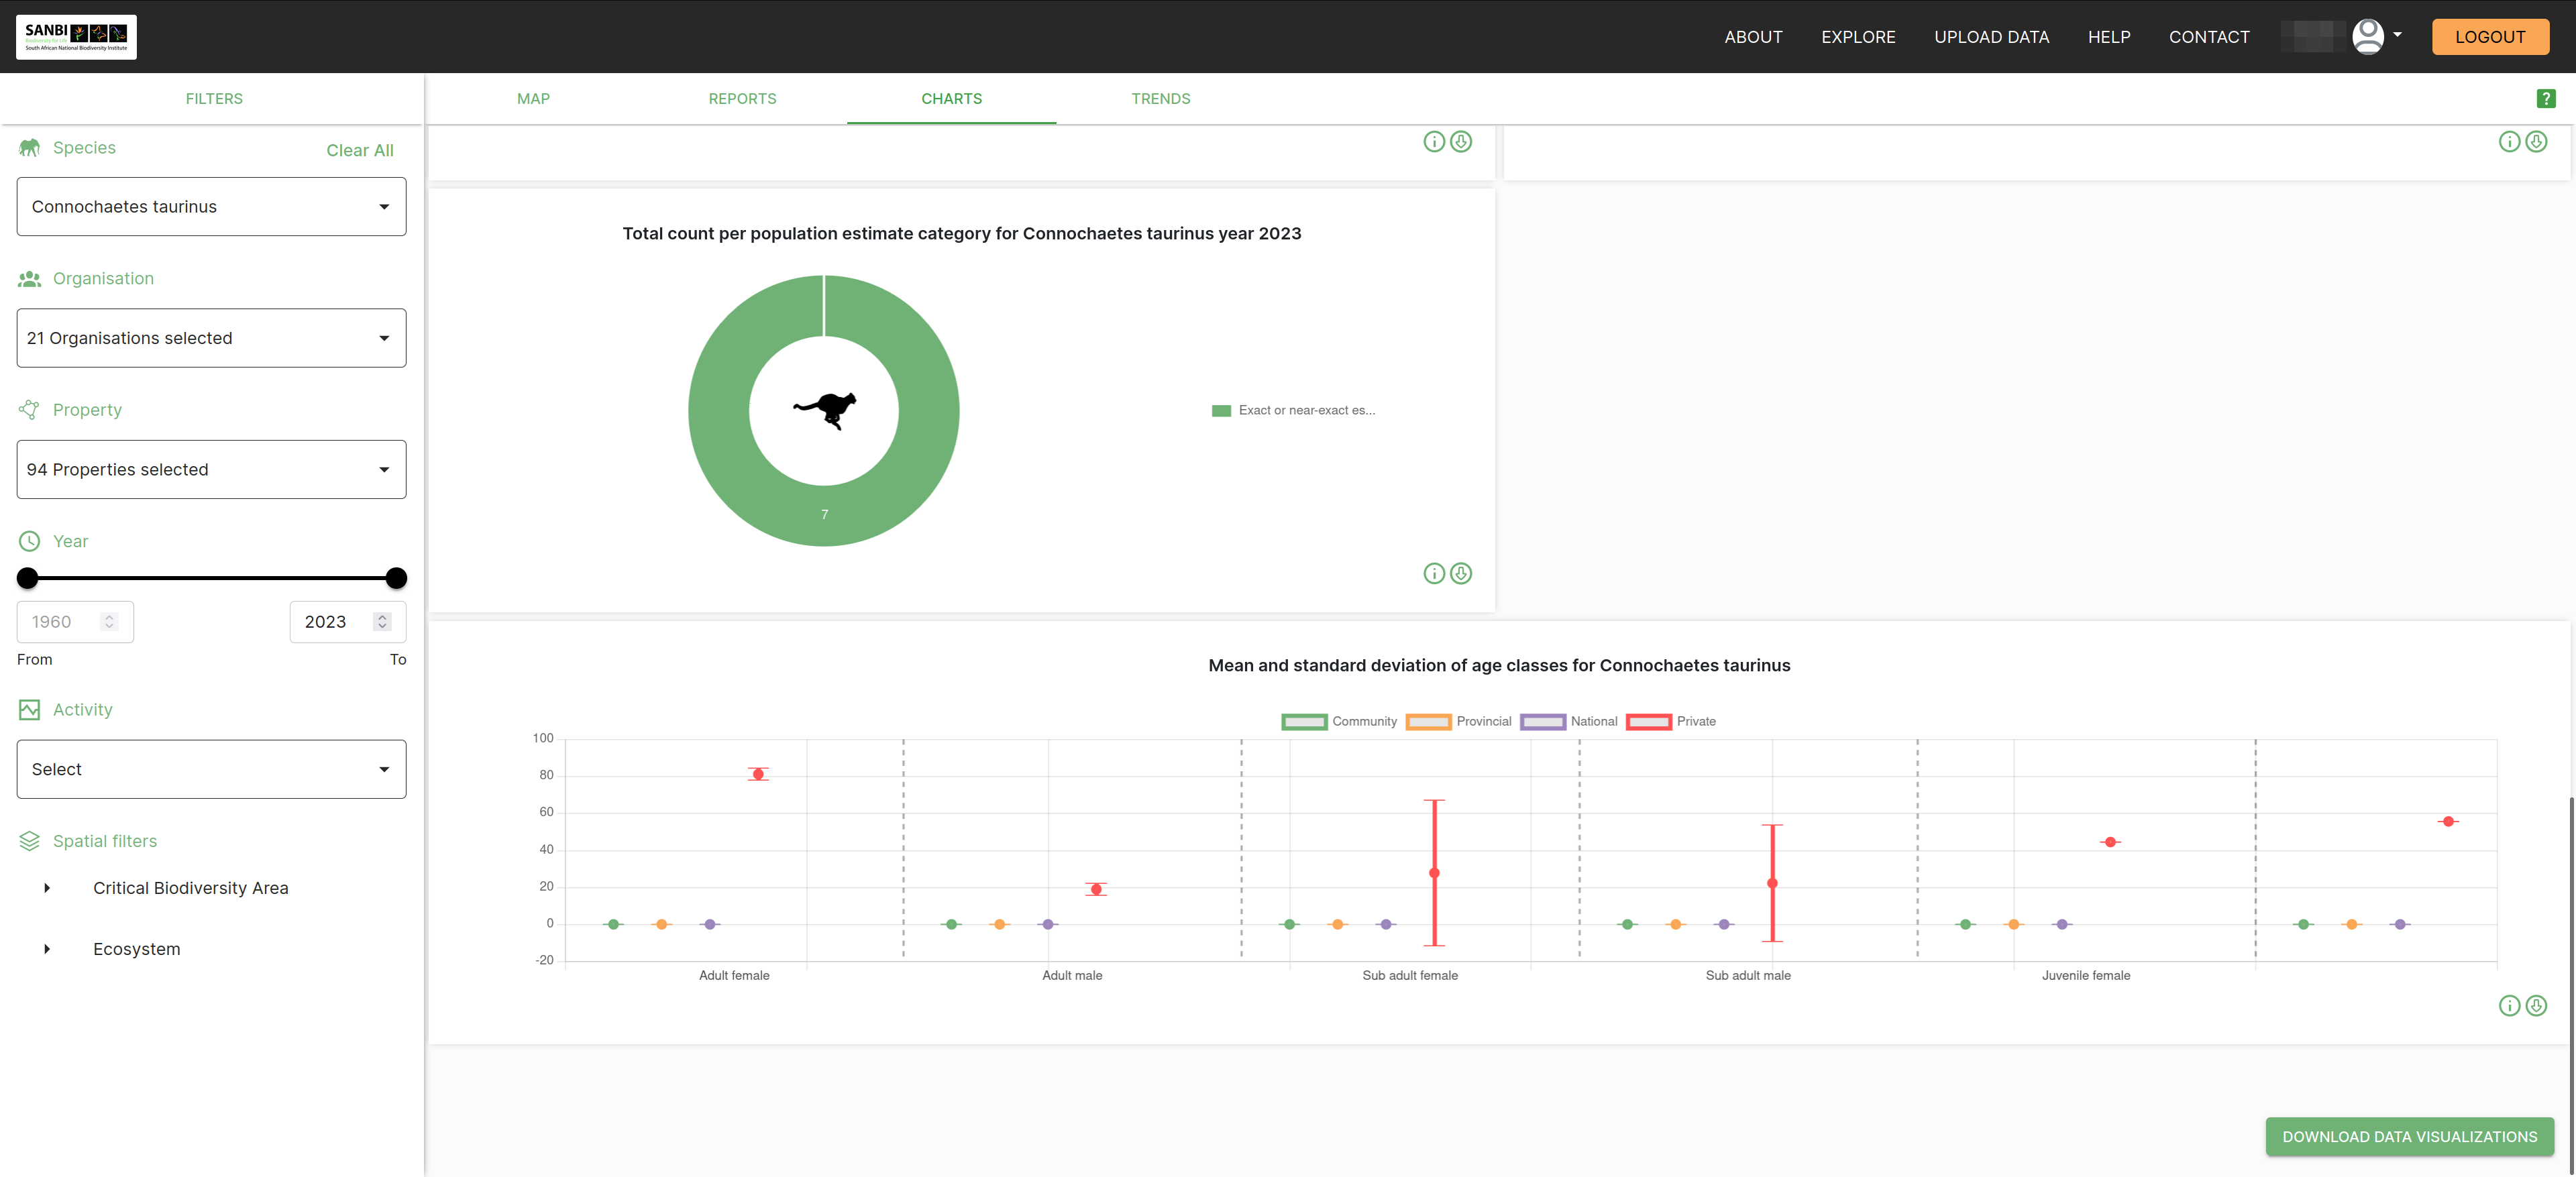 SANBI
Biodiversity for Life
South African National Biodiversity Institute
ABOUT
EXPLORE
UPLOAD DATA
HELP
CONTACT
LOGOUT
FILTERS
MAP
REPORTS
CHARTS
TRENDS
?
Species
Clear All
Connochaetes taurinus
Organisation
21 Organisations selected
Property
94 Properties selected
Year
1960
2023
From
To
Activity
Select
Spatial filters
Critical Biodiversity Area
Ecosystem
Total count per population estimate category for Connochaetes taurinus year 2023
7
Exact or near-exact es...
Mean and standard deviation of age classes for Connochaetes taurinus
Community
Provincial
National
Private
100
80
60
40
20
0
-20
Adult female
Adult male
Sub adult female
Sub adult male
Juvenile female
DOWNLOAD DATA VISUALIZATIONS